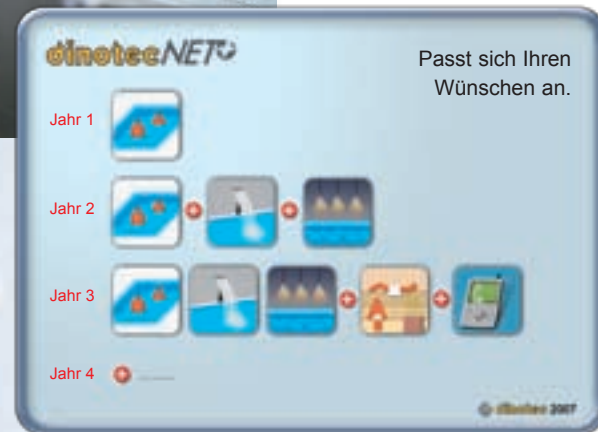 dinotecNET
Passt sich Ihren
Wünschen an.
Jahr 1
Jahr 2
+ +
Jahr 3
+ +
Jahr 4 + ......
© dinotec 2007